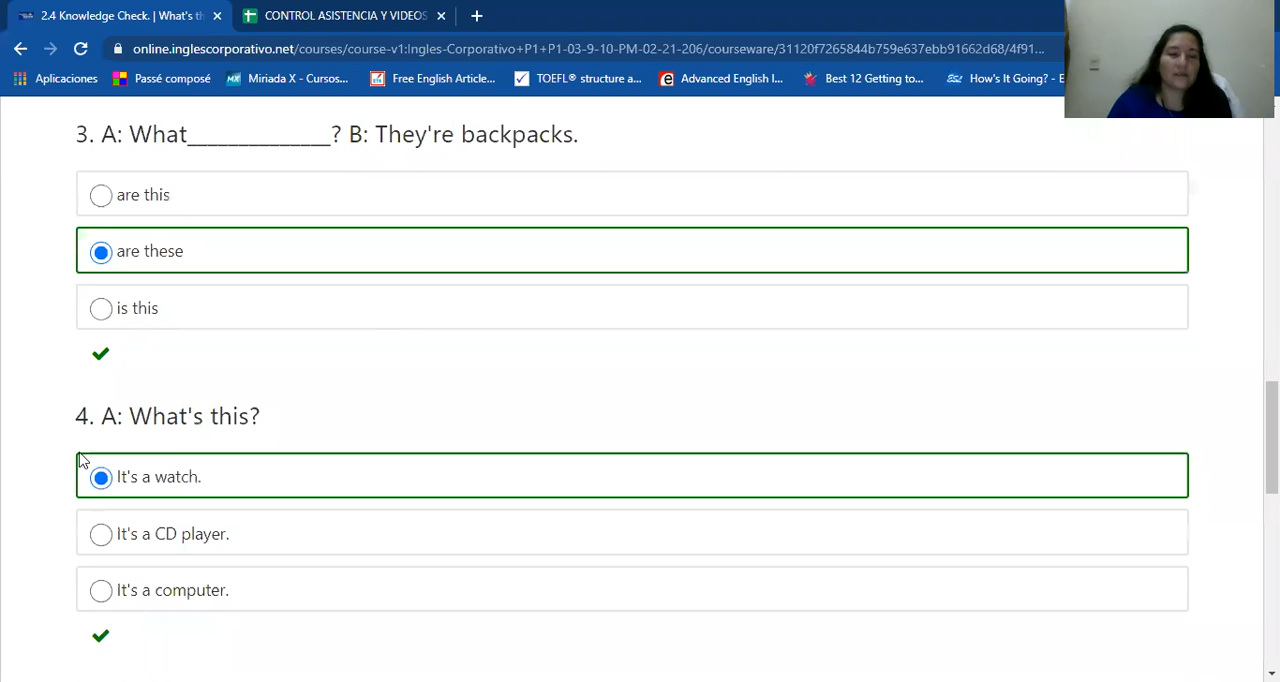 2.4 Knowledge Check. | What's th
CONTROL ASISTENCIA Y VIDEOS
online.inglescorporativo.net/courses/course-v1:Ingles-Corporativo+P1+P1-03-9-10-PM-02-21-206/courseware/31120f7265844b759e637ebb91662d68/4f91...
Aplicaciones
Passé composé
Miriada X - Cursos...
Free English Article...
TOEFL® structure a...
Advanced English l...
Best 12 Getting to...
How's It Going? - E
3. A: What______________? B: They're backpacks.
are this
are these
is this
4. A: What's this?
It's a watch.
It's a CD player.
It's a computer.